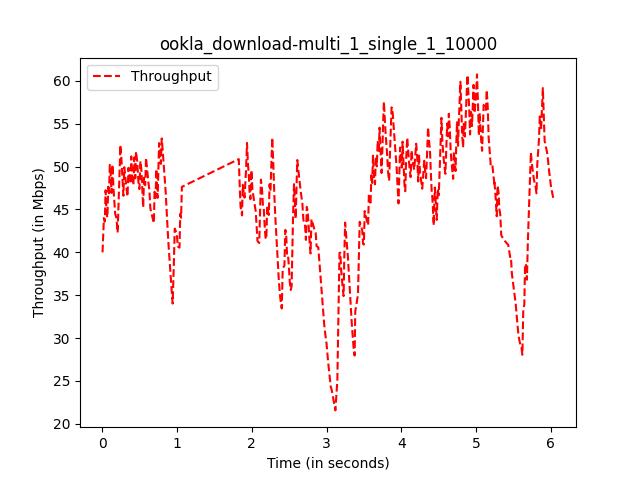 ookla_download-multi_1_single_1_10000
Throughput
60
55
50
45
40
35
30
25
20
Throughput (in Mbps)
0 1 2 3 4 5 6
Time (in seconds)